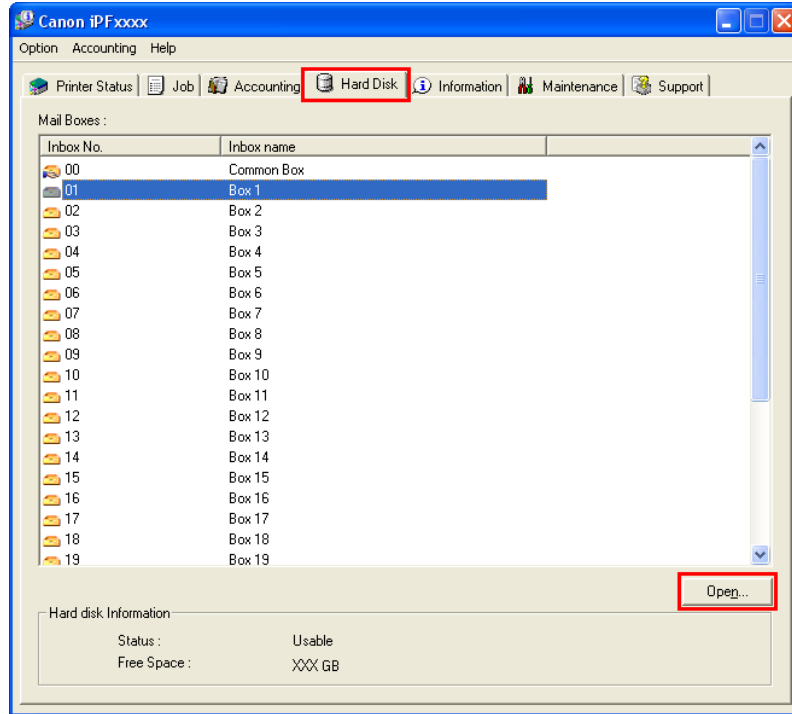 Canon iPFxxxx
Option Accounting Help
Printer Status Job Accounting Hard Disk Information Maintenance Support
Mail Boxes :
Inbox No. Inbox name
00 Common Box
01 Box 1
02 Box 2
03 Box 3
04 Box 4
05 Box 5
06 Box 6
07 Box 7
08 Box 8
09 Box 9
10 Box 10
11 Box 11
12 Box 12
13 Box 13
14 Box 14
15 Box 15
16 Box 16
17 Box 17
18 Box 18
19 Box 19
Open...
Hard disk Information
Status : Usable
Free Space : XXX GB